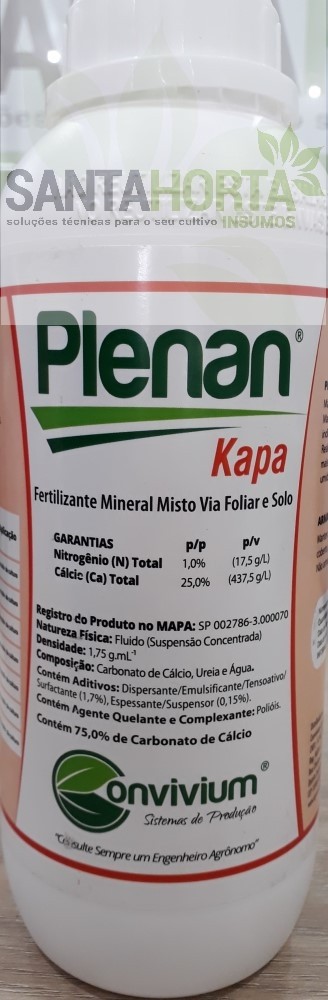 SANTAHORTA
soluções técnicas para o seu cultivo INSUMOS
Plenan®
Kapa
Fertilizante Mineral Misto Via Foliar e Solo
GARANTIAS p/p p/v
Nitrogênio (N) Total 1,0% (17,5 g/L)
Cálcio (Ca) Total 25,0% (437,5 g/L)
Registro do Produto no MAPA: SP 002786-3.000070
Natureza Física: Fluido (Suspensão Concentrada)
Densidade: 1,75 g.mL⁻¹
Composição: Carbonato de Cálcio, Ureia e Água.
Contém Aditivos: Dispersante/Emulsificante/Tensoativo/
Surfactante (1,7%), Espessante/Suspensor (0,15%).
Contém Agente Quelante e Complexante: Polióis.
Contém 75,0% de Carbonato de Cálcio
Convivium®
Sistemas de Produção
"Consulte Sempre um Engenheiro Agrônomo"